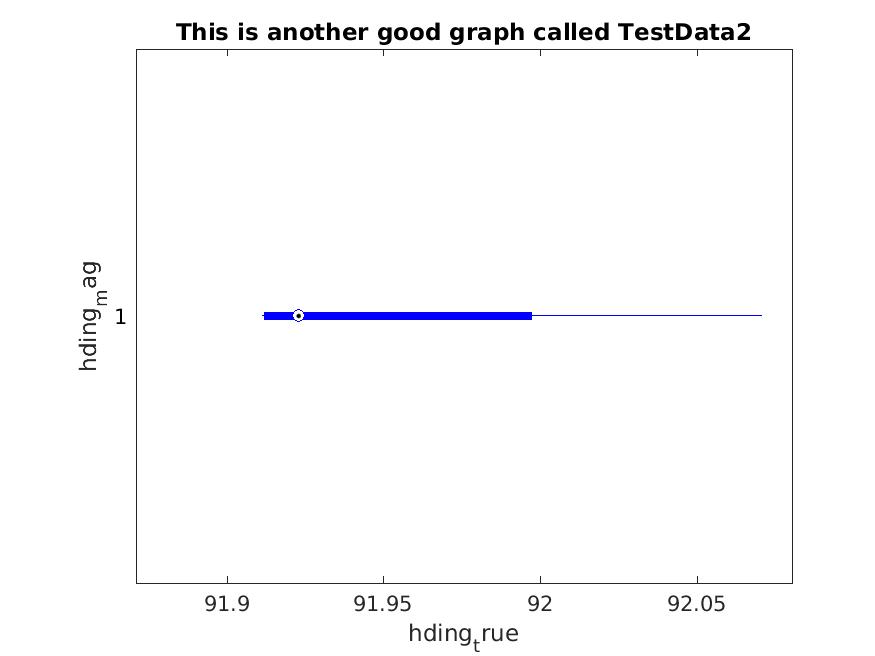 This is another good graph called TestData2
hding_mag
1
91.9 91.95 92 92.05
hding_true